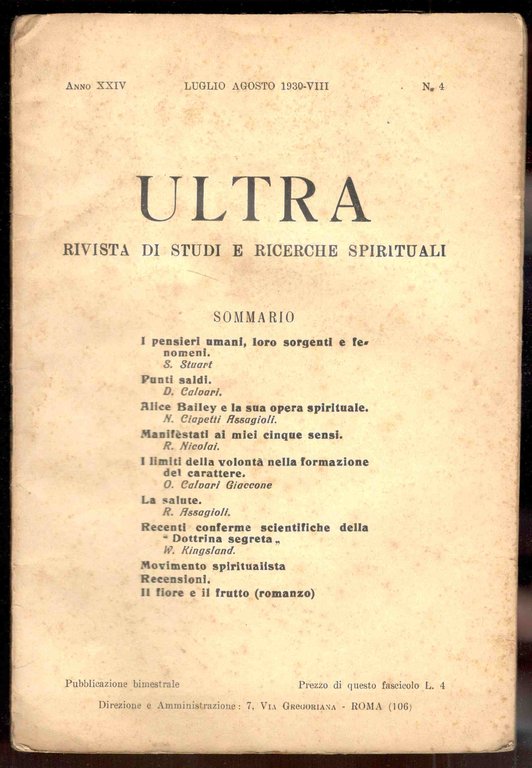 Anno XXIV LUGLIO AGOSTO 1930-VIII N. 4
ULTRA
RIVISTA DI STUDI E RICERCHE SPIRITUALI
SOMMARIO
I pensieri umani, loro sorgenti e fe-
nomeni.
S. Stuart
Punti saldi.
D. Calvari.
Alice Bailey e la sua opera spirituale.
N. Ciapetti Assagioli.
Manifèstati ai miei cinque sensi.
R. Nicolai.
I limiti della volontà nella formazione
del carattere.
O. Calvari Giaccone
La salute.
R. Assagioli.
Recenti conferme scientifiche della
“ Dottrina segreta „
W. Kingsland.
Movimento spiritualista
Recensioni.
Il fiore e il frutto (romanzo)
Pubblicazione bimestrale Prezzo di questo fascicolo L. 4
Direzione e Amministrazione : 7, Via Gregoriana - ROMA (106)